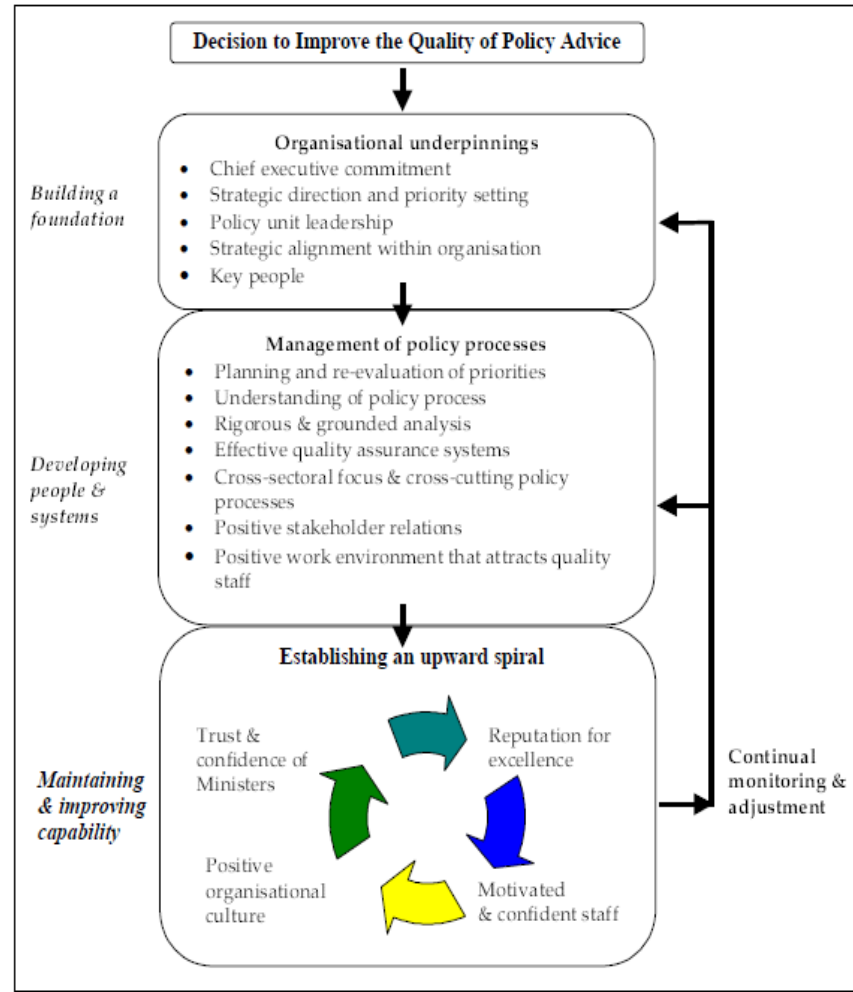 Decision to Improve the Quality of Policy Advice
Building a
foundation
Organisational underpinnings
• Chief executive commitment
• Strategic direction and priority setting
• Policy unit leadership
• Strategic alignment within organisation
• Key people
Developing
people &
systems
Management of policy processes
• Planning and re-evaluation of priorities
• Understanding of policy process
• Rigorous & grounded analysis
• Effective quality assurance systems
• Cross-sectoral focus & cross-cutting policy
processes
• Positive stakeholder relations
• Positive work environment that attracts quality
staff
Maintaining
& improving
capability
Establishing an upward spiral
Trust &
confidence of
Ministers
Reputation for
excellence
Positive
organisational
culture
Motivated
& confident staff
Continual
monitoring &
adjustment